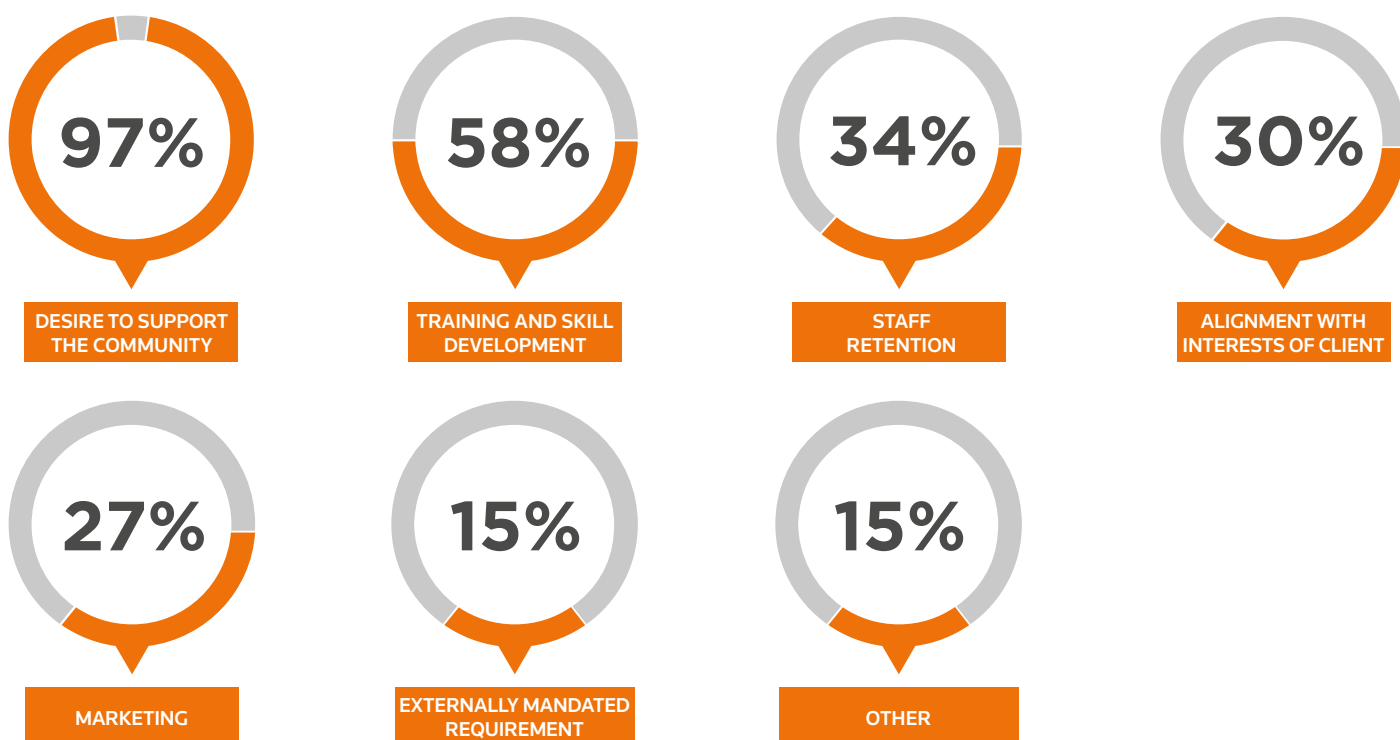 97%
58%
34%
30%
DESIRE TO SUPPORT
THE COMMUNITY
TRAINING AND SKILL
DEVELOPMENT
STAFF
RETENTION
ALIGNMENT WITH
INTERESTS OF CLIENT
27%
15%
15%
MARKETING
EXTERNALLY MANDATED
REQUIREMENT
OTHER